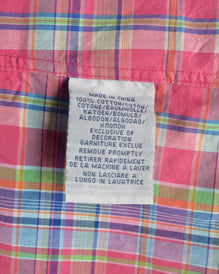 MADE IN CHINA
100% COTTON/COTON/
COTONE/BAUMWOLLE/
KATOEN/BOMULD/
ALGODON/ALGODAO/
ХЛОПОК
EXCLUSIVE OF
DECORATION
GARNITURE EXCLUE
REMOVE PROMPTLY
RETIRER RAPIDEMENT
DE LA MACHINE A LAVER
NON LASCIARE A
LUNGO IN LAVATRICE